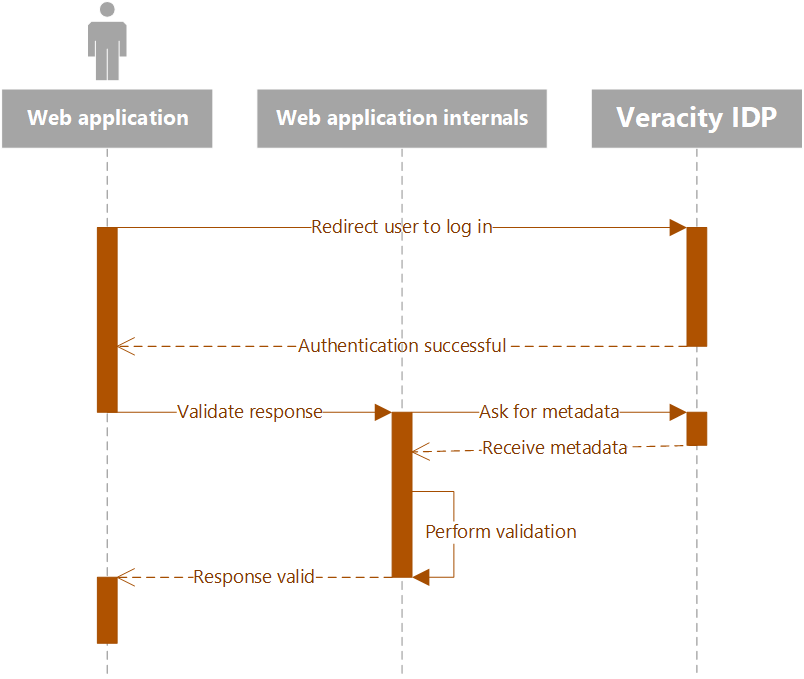 Web application
Web application internals
Veracity IDP
Redirect user to log in
Authentication successful
Validate response
Ask for metadata
Receive metadata
Perform validation
Response valid